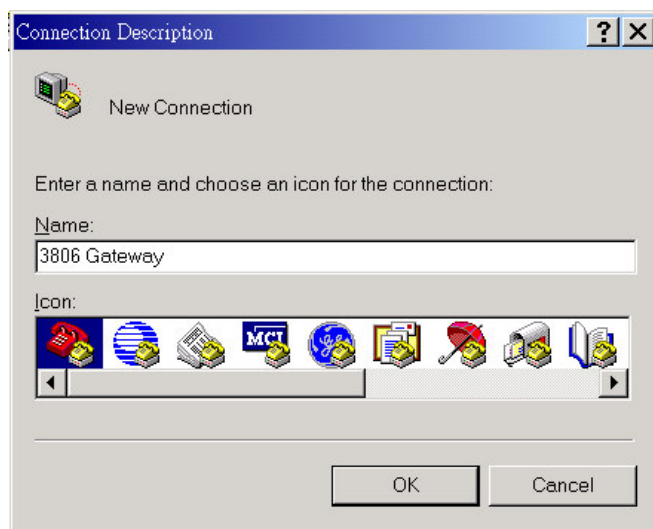 Connection Description
New Connection
Enter a name and choose an icon for the connection:
Name:
3806 Gateway
Icon:
MCI
OK Cancel